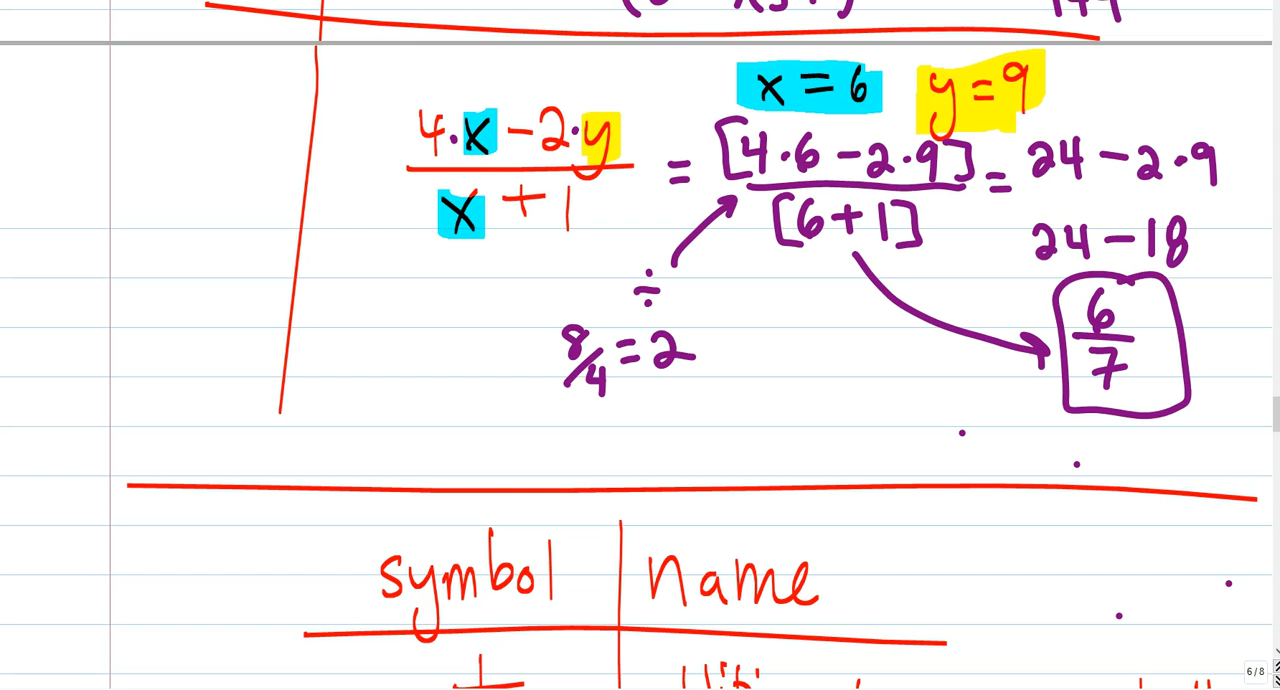 x = 6 y = 9
4·x - 2·y / x + 1 = [4·6 - 2·9] / [6 + 1] = 24 - 2·9
24 - 18
6/7
÷
8/4 = 2
symbol name
6/8